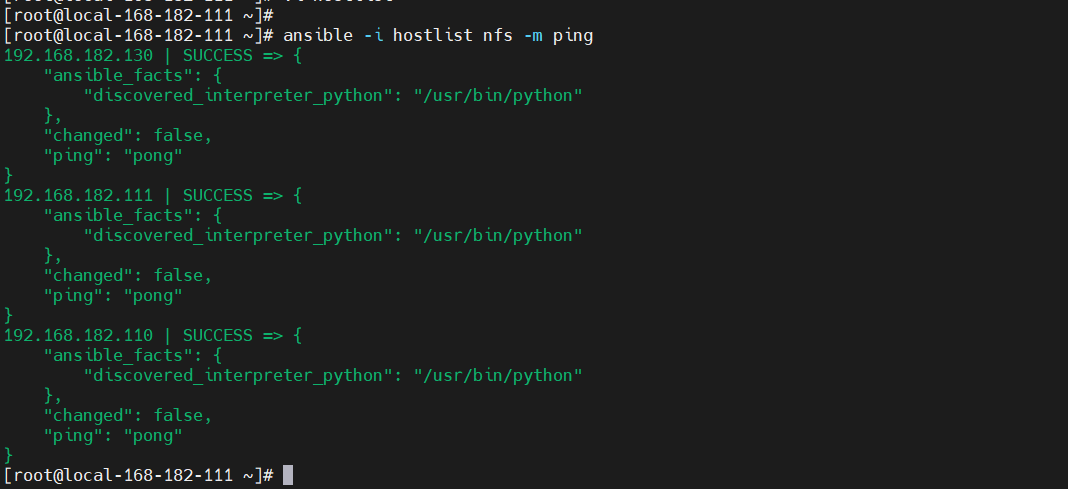 [root@local-168-182-111 ~]#
[root@local-168-182-111 ~]# ansible -i hostlist nfs -m ping
192.168.182.130 | SUCCESS => {
    "ansible_facts": {
        "discovered_interpreter_python": "/usr/bin/python"
    },
    "changed": false,
    "ping": "pong"
}
192.168.182.111 | SUCCESS => {
    "ansible_facts": {
        "discovered_interpreter_python": "/usr/bin/python"
    },
    "changed": false,
    "ping": "pong"
}
192.168.182.110 | SUCCESS => {
    "ansible_facts": {
        "discovered_interpreter_python": "/usr/bin/python"
    },
    "changed": false,
    "ping": "pong"
}
[root@local-168-182-111 ~]#